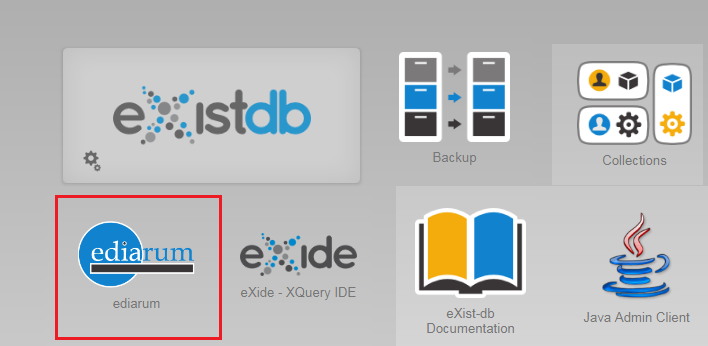 eXistdb
Backup
Collections
ediarum
ediarum
eXide
eXide - XQuery IDE
eXist-db
Documentation
Java Admin Client